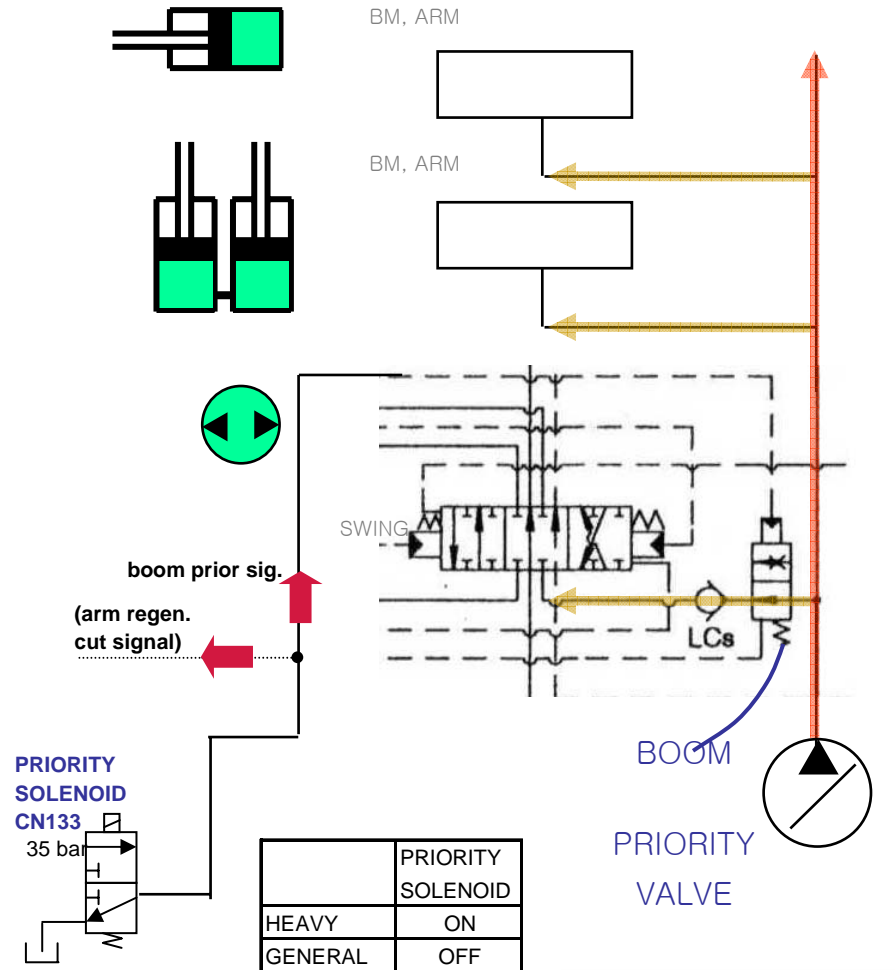 BM, ARM
BM, ARM
SWING
boom prior sig.
(arm regen.
cut signal)
LCs
BOOM
PRIORITY
VALVE
PRIORITY
SOLENOID
CN133
35 bar
PRIORITY
SOLENOID
HEAVY ON
GENERAL OFF